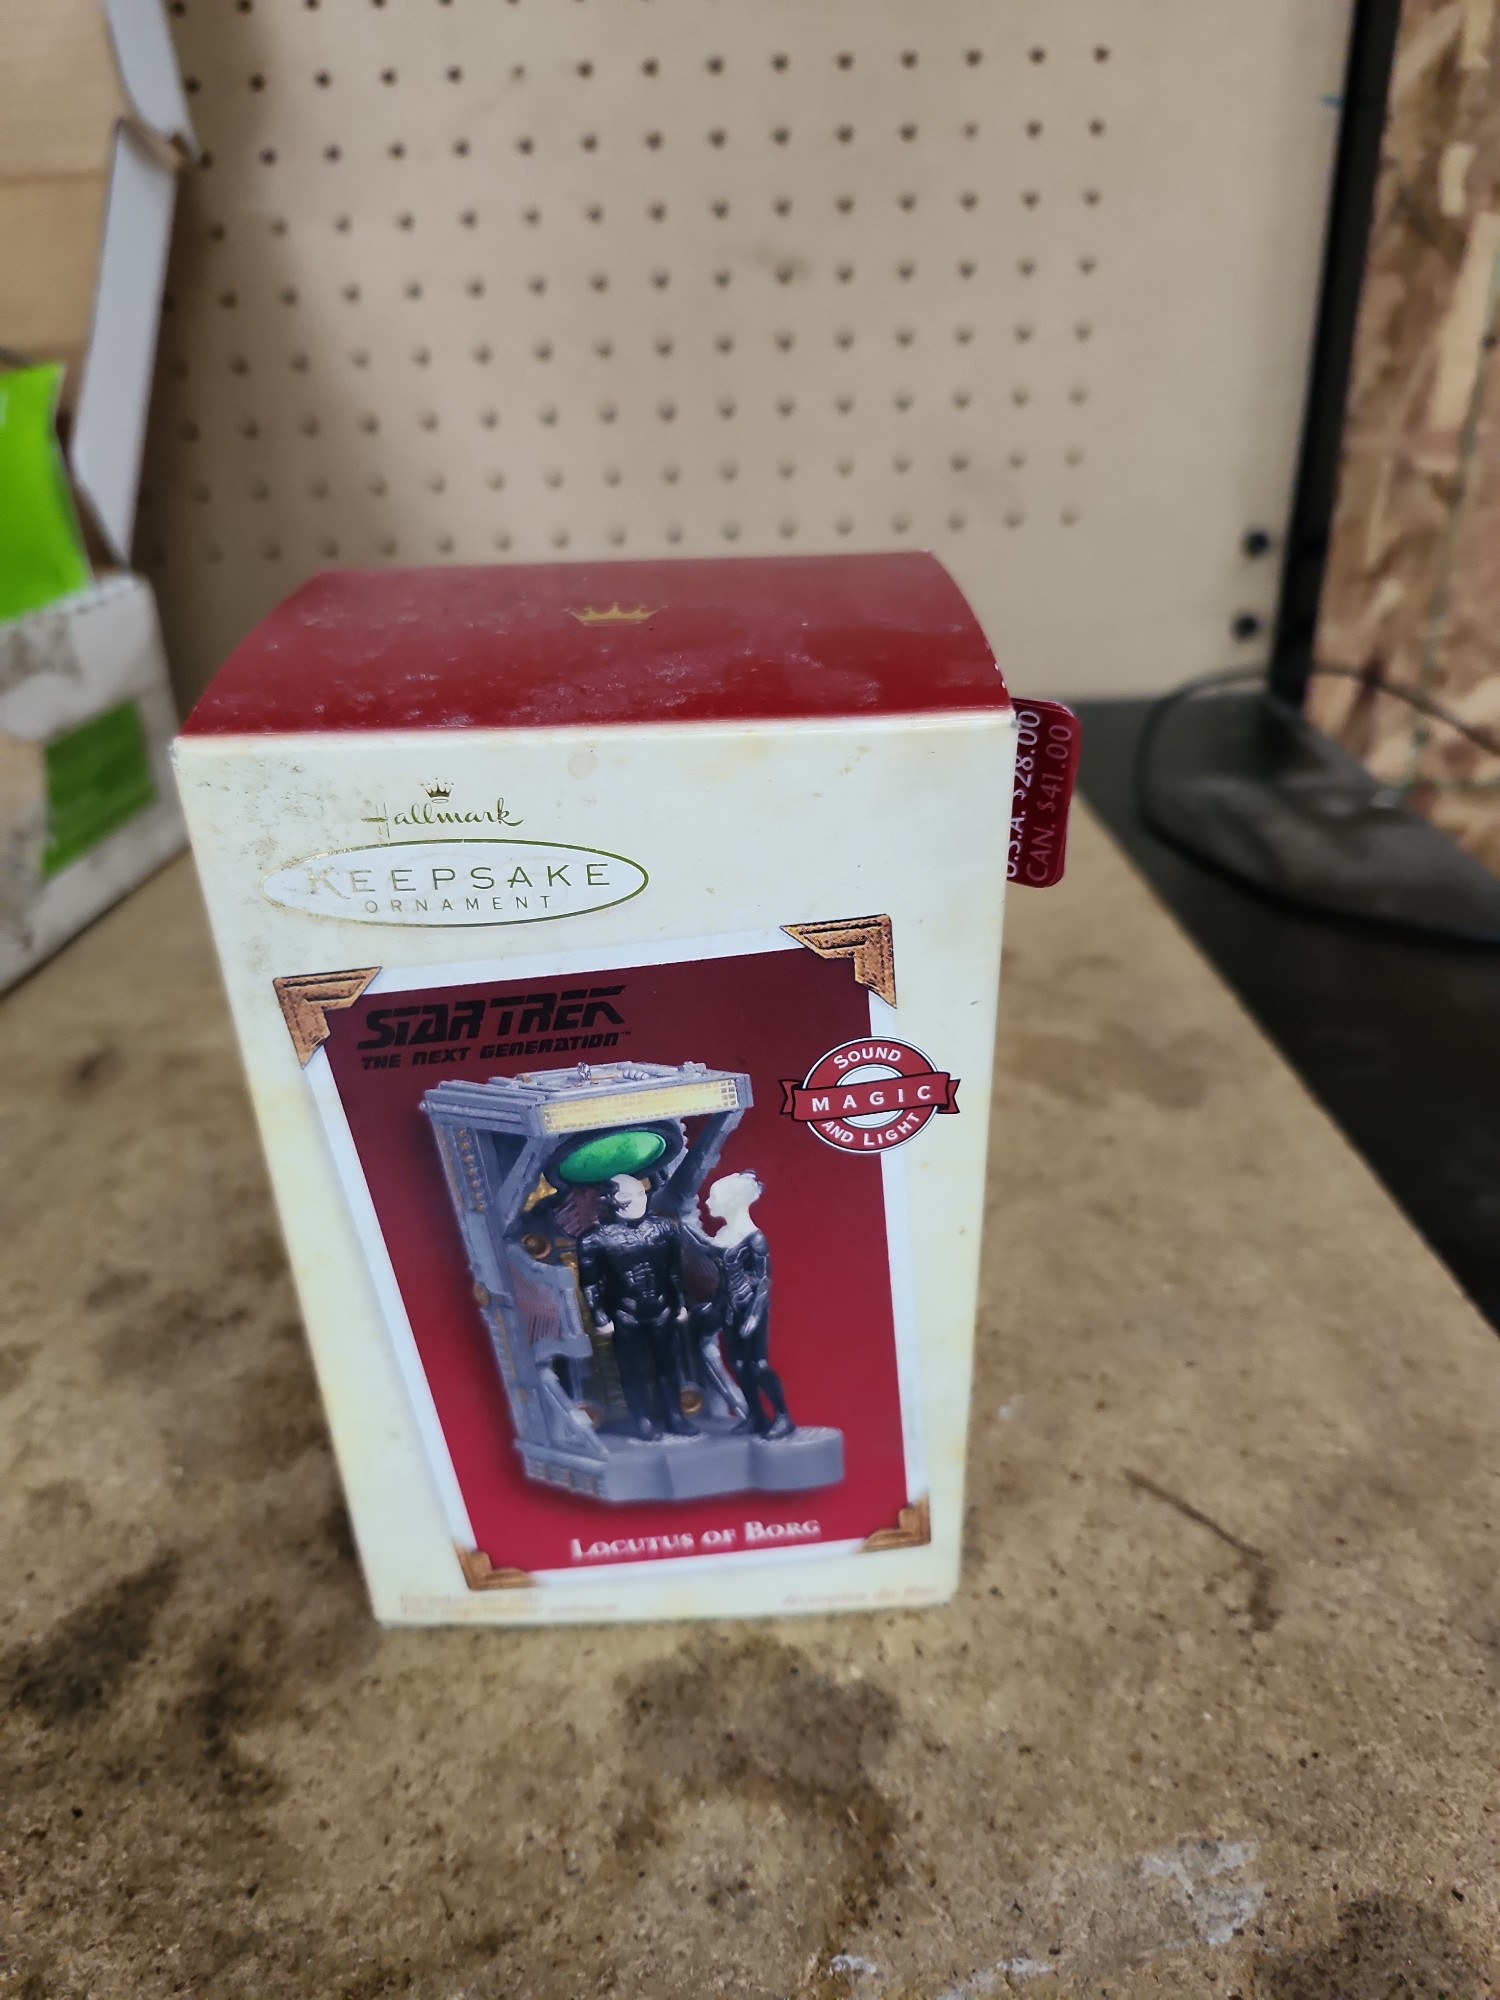 Hallmark
KEEPSAKE
ORNAMENT
STAR TREK
THE NEXT GENERATION™
SOUND
MAGIC
AND LIGHT
LOCUTUS OF BORG
U.S.A. $28.00
CAN. $41.00